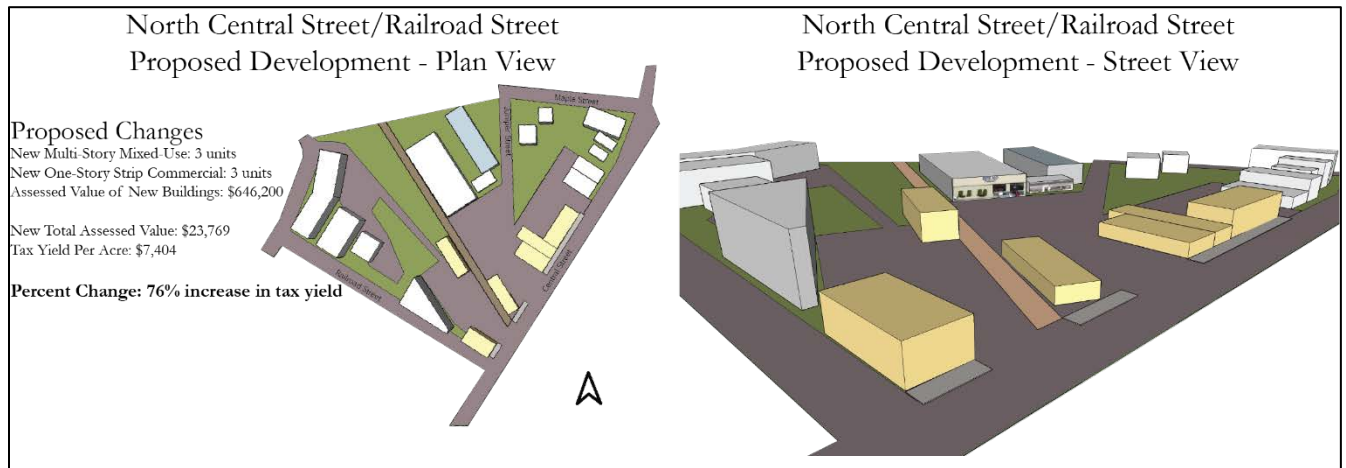 North Central Street/Railroad Street
Proposed Development - Plan View
Proposed Changes
New Multi-Story Mixed-Use: 3 units
New One-Story Strip Commercial: 3 units
Assessed Value of New Buildings: $646,200
New Total Assessed Value: $23,769
Tax Yield Per Acre: $7,404
Percent Change: 76% increase in tax yield
Maple Street
Juniper Street
Central Street
Railroad Street
North Central Street/Railroad Street
Proposed Development - Street View